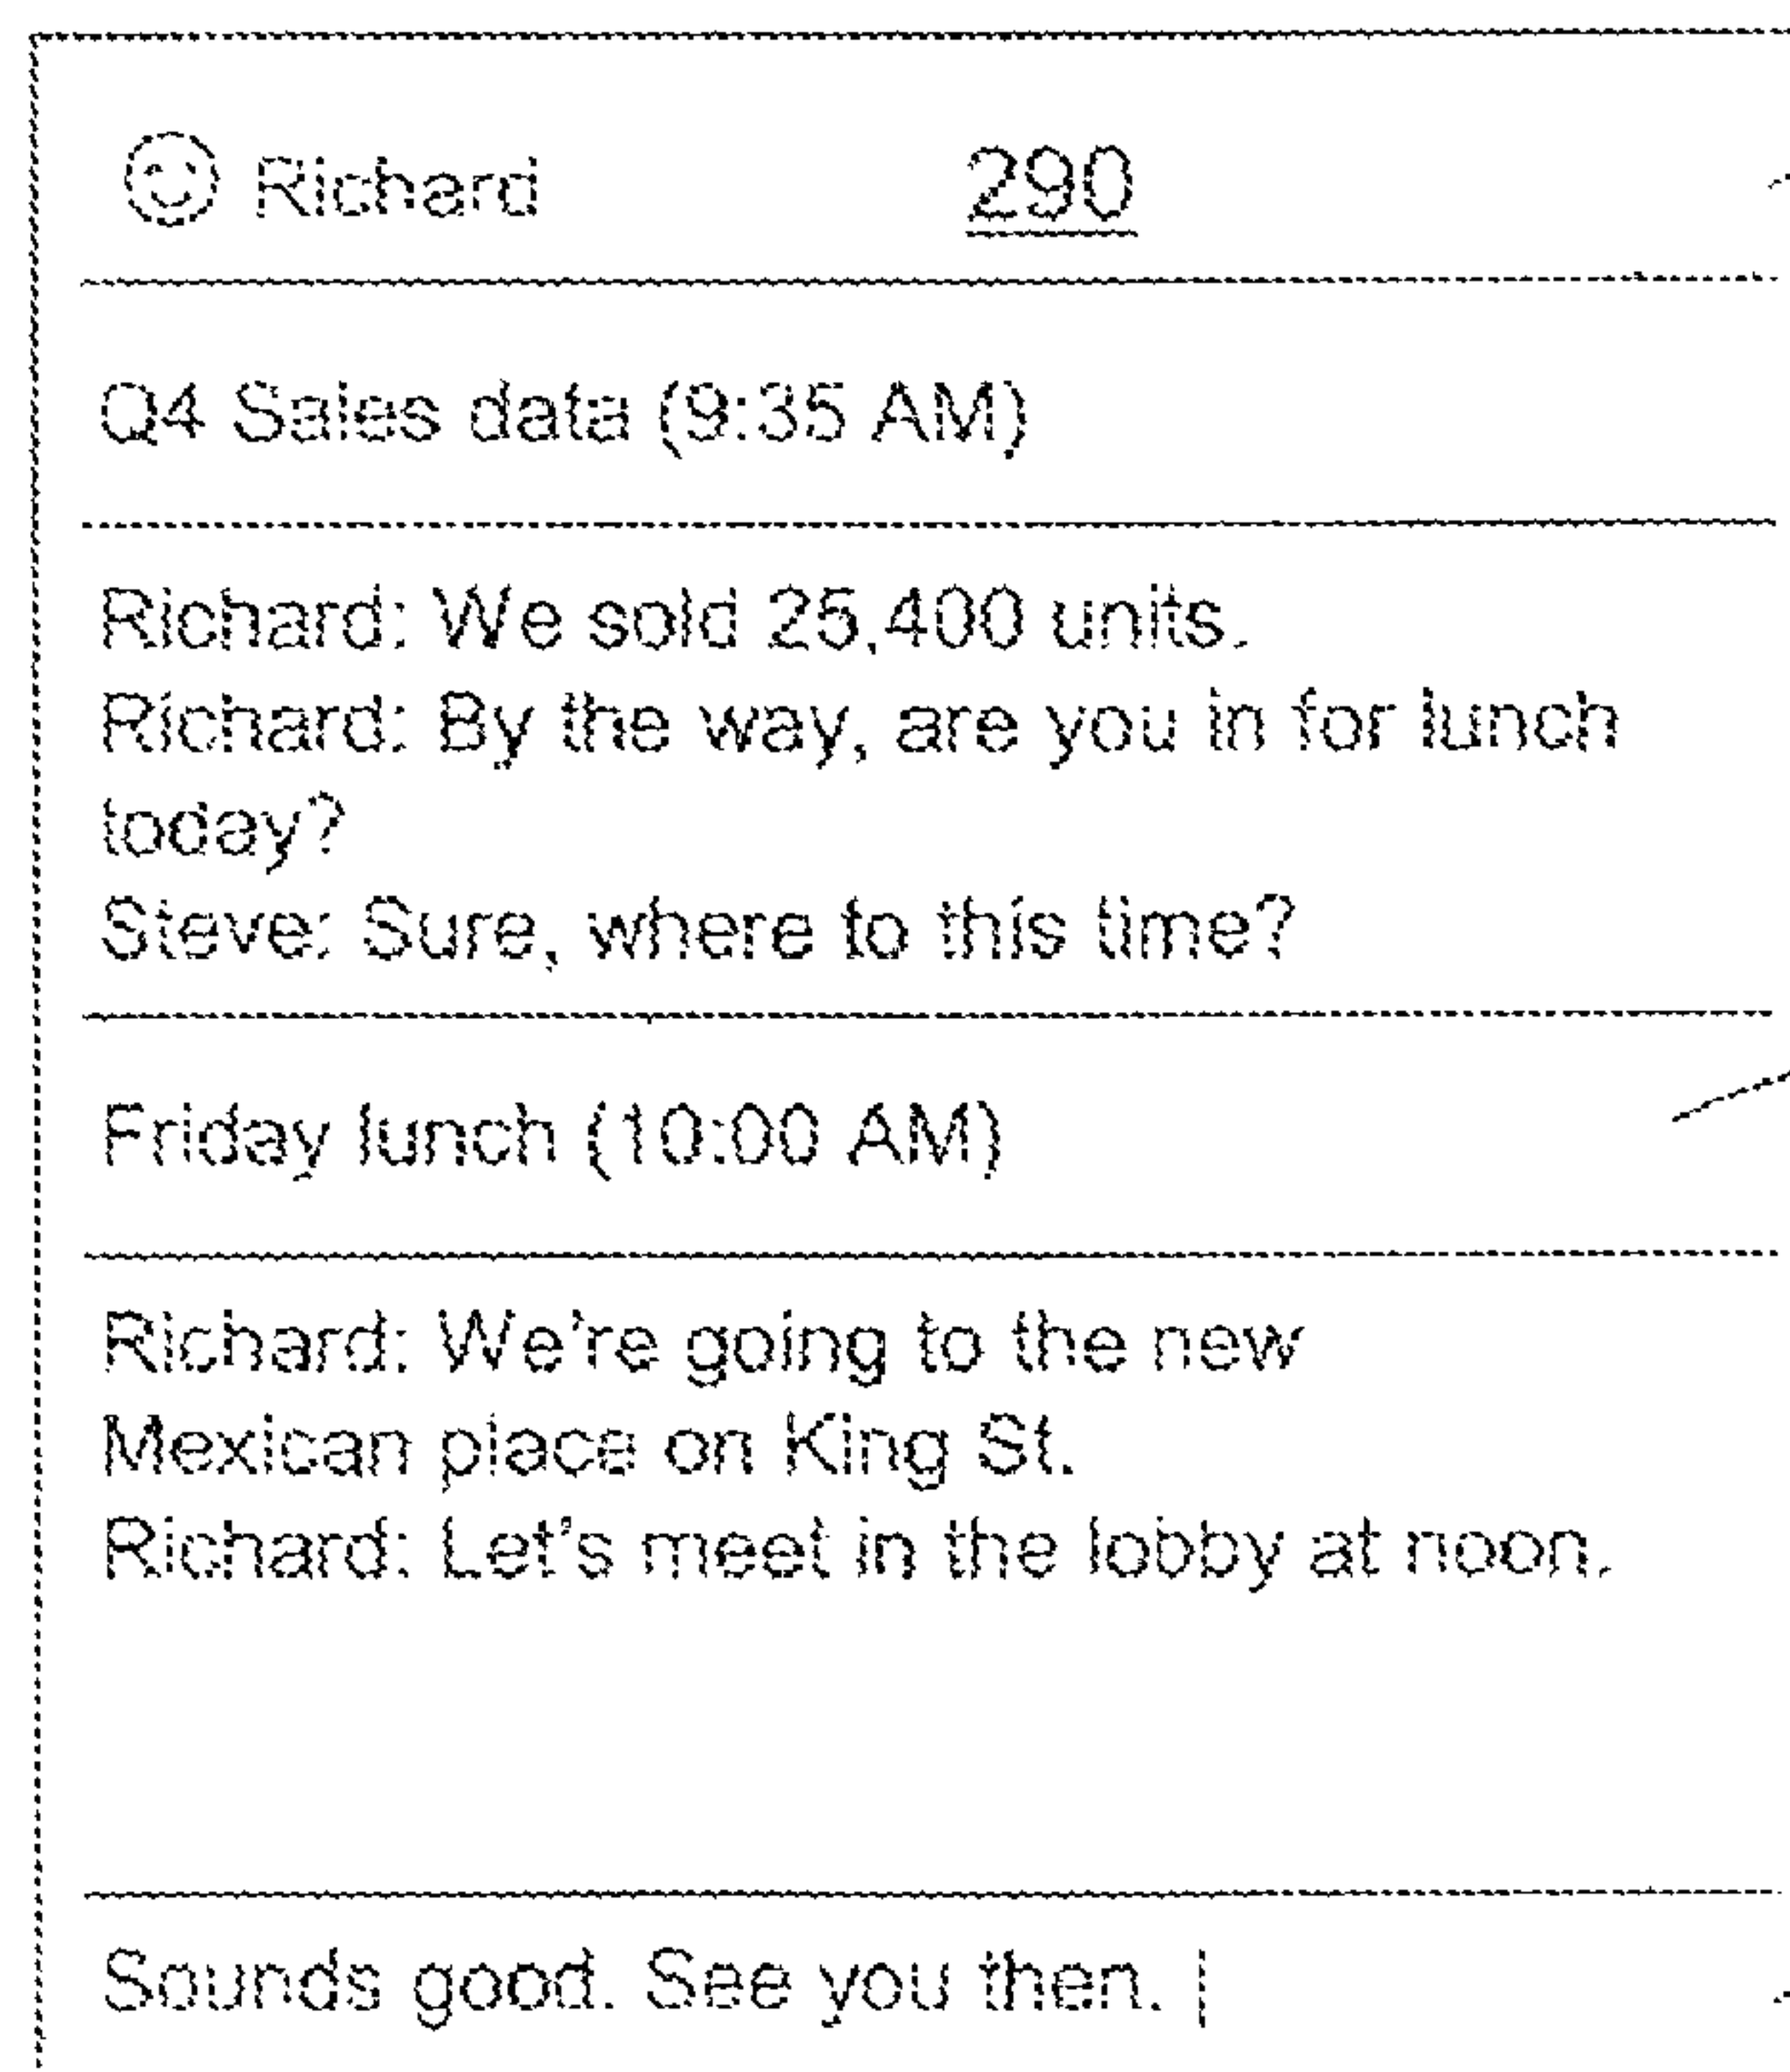 Richard 290
Q4 Sales data (9:35 AM)
Richard: We sold 25,400 units.
Richard: By the way, are you in for lunch
today?
Steve: Sure, where to this time?
Friday lunch (10:00 AM)
Richard: We're going to the new
Mexican place on King St.
Richard: Let's meet in the lobby at noon.
Sounds good. See you then. |